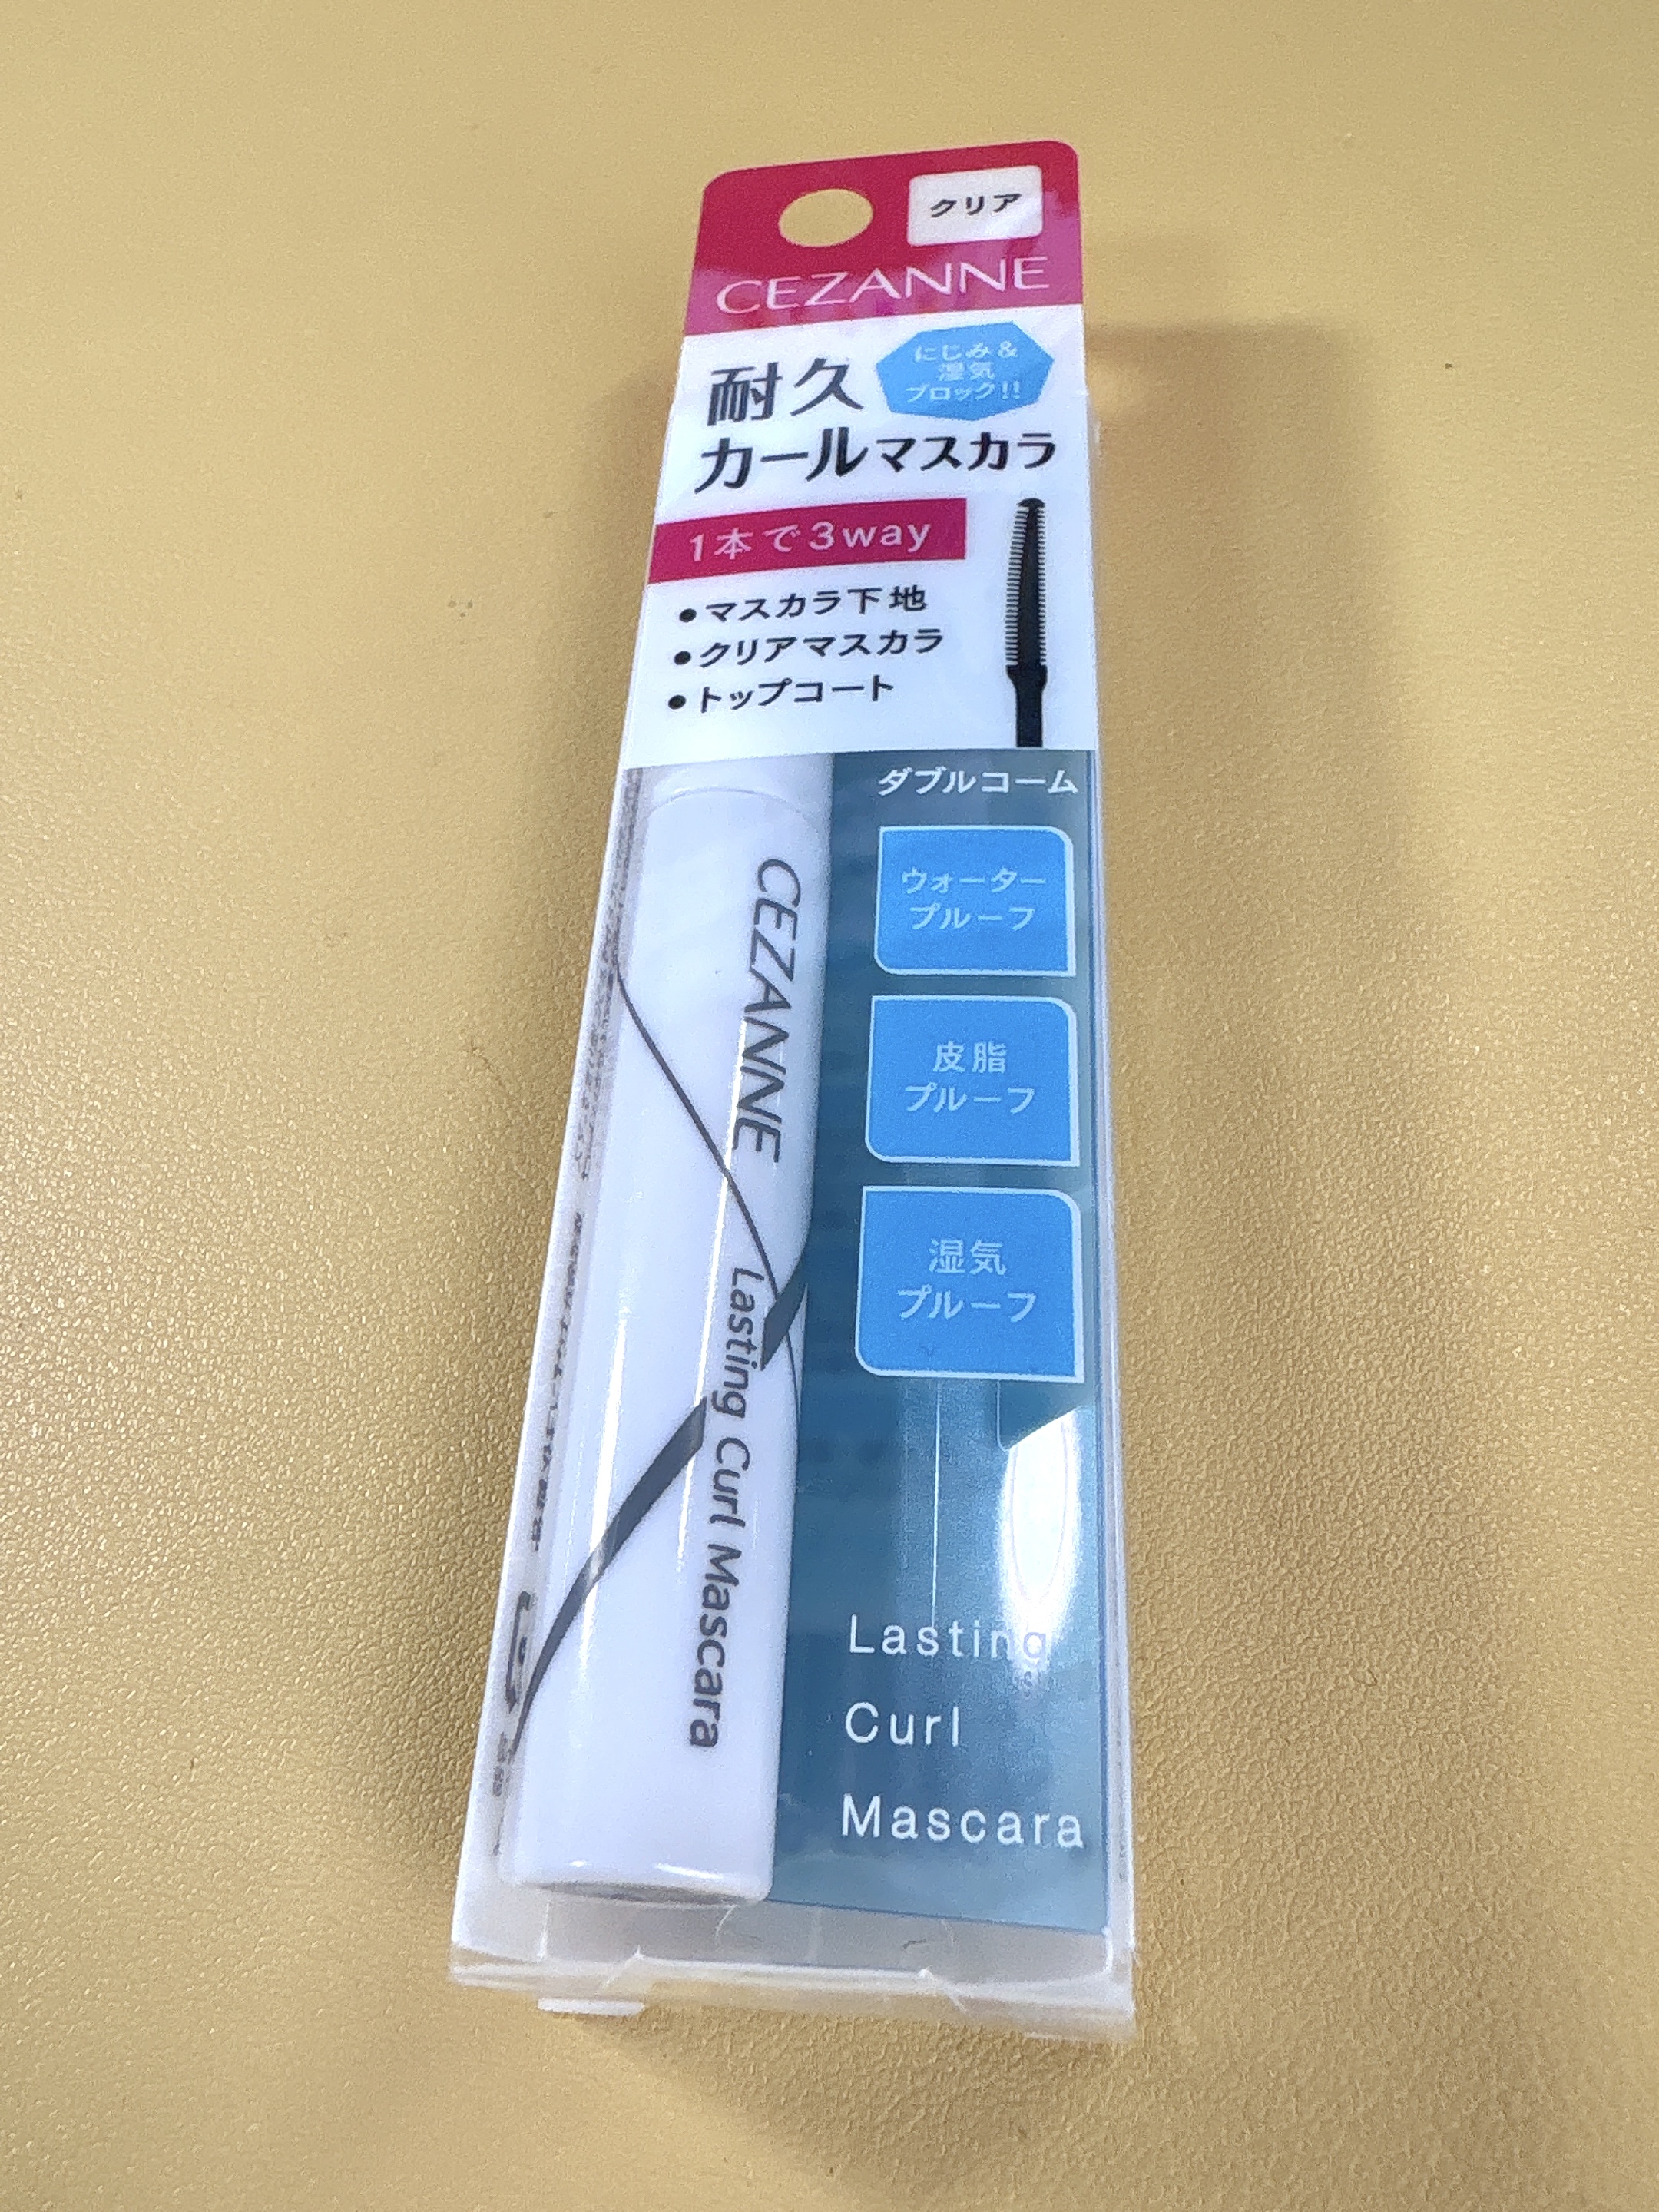 クリア
CEZANNE
耐久
カールマスカラ
にじみ&
湿気
ブロック!!
1本で3way
●マスカラ下地
●クリアマスカラ
●トップコート
ダブルコーム
ウォーター
プルーフ
皮脂
プルーフ
湿気
プルーフ
Lasting
Curl
Mascara
CEZANNE
Lasting Curl Mascara